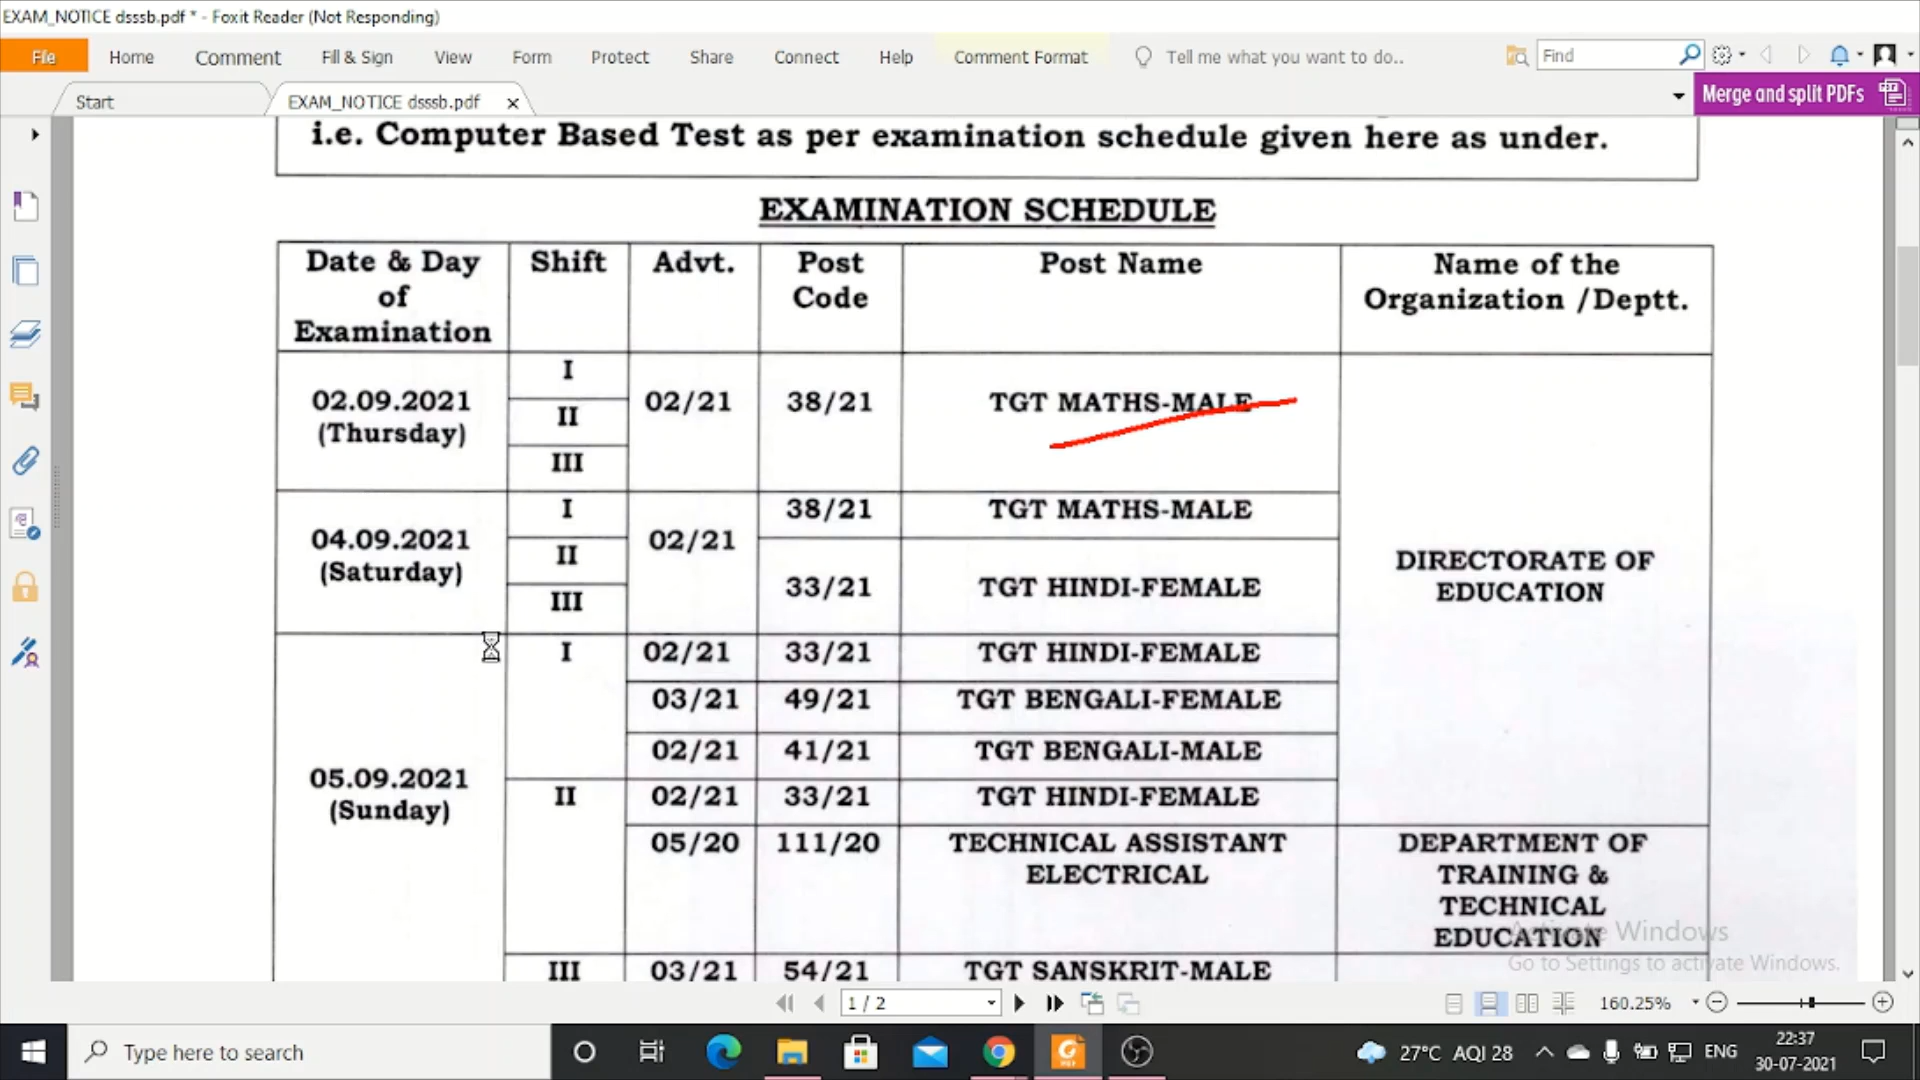 EXAM_NOTICE dsssb.pdf * - Foxit Reader (Not Responding)
File Home Comment Fill & Sign View Form Protect Share Connect Help Comment Format Tell me what you want to do.. Find
Start EXAM_NOTICE dsssb.pdf Merge and split PDFs
i.e. Computer Based Test as per examination schedule given here as under.
EXAMINATION SCHEDULE
Date & Day of Examination Shift Advt. Post Code Post Name Name of the Organization /Deptt.
02.09.2021 (Thursday) I II III 02/21 38/21 TGT MATHS-MALE
04.09.2021 (Saturday) I II III 02/21 38/21 TGT MATHS-MALE
33/21 TGT HINDI-FEMALE
DIRECTORATE OF EDUCATION
05.09.2021 (Sunday) I 02/21 33/21 TGT HINDI-FEMALE
03/21 49/21 TGT BENGALI-FEMALE
02/21 41/21 TGT BENGALI-MALE
II 02/21 33/21 TGT HINDI-FEMALE
05/20 111/20 TECHNICAL ASSISTANT ELECTRICAL DEPARTMENT OF TRAINING & TECHNICAL EDUCATION
III 03/21 54/21 TGT SANSKRIT-MALE
Activate Windows
Go to Settings to activate Windows.
1 / 2 160.25%
Type here to search 27°C AQI 28 ENG 22:37
30-07-2021